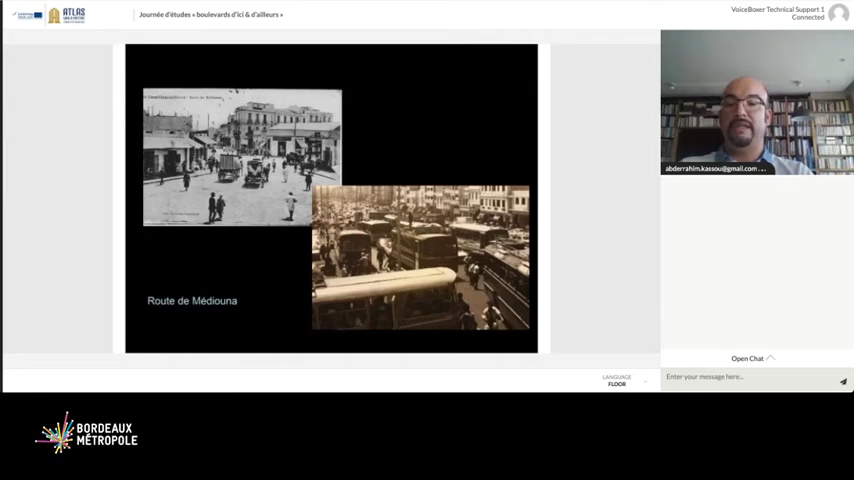 ATLAS
Journée d'études « boulevards d'ici & d'ailleurs »
VoiceBoxer Technical Support 1
Connected
Route de Médiouna
abderrahim.kassou@gmail.com ...
Open Chat
Enter your message here...
LANGUAGE
FLOOR
BORDEAUX
MÉTROPOLE